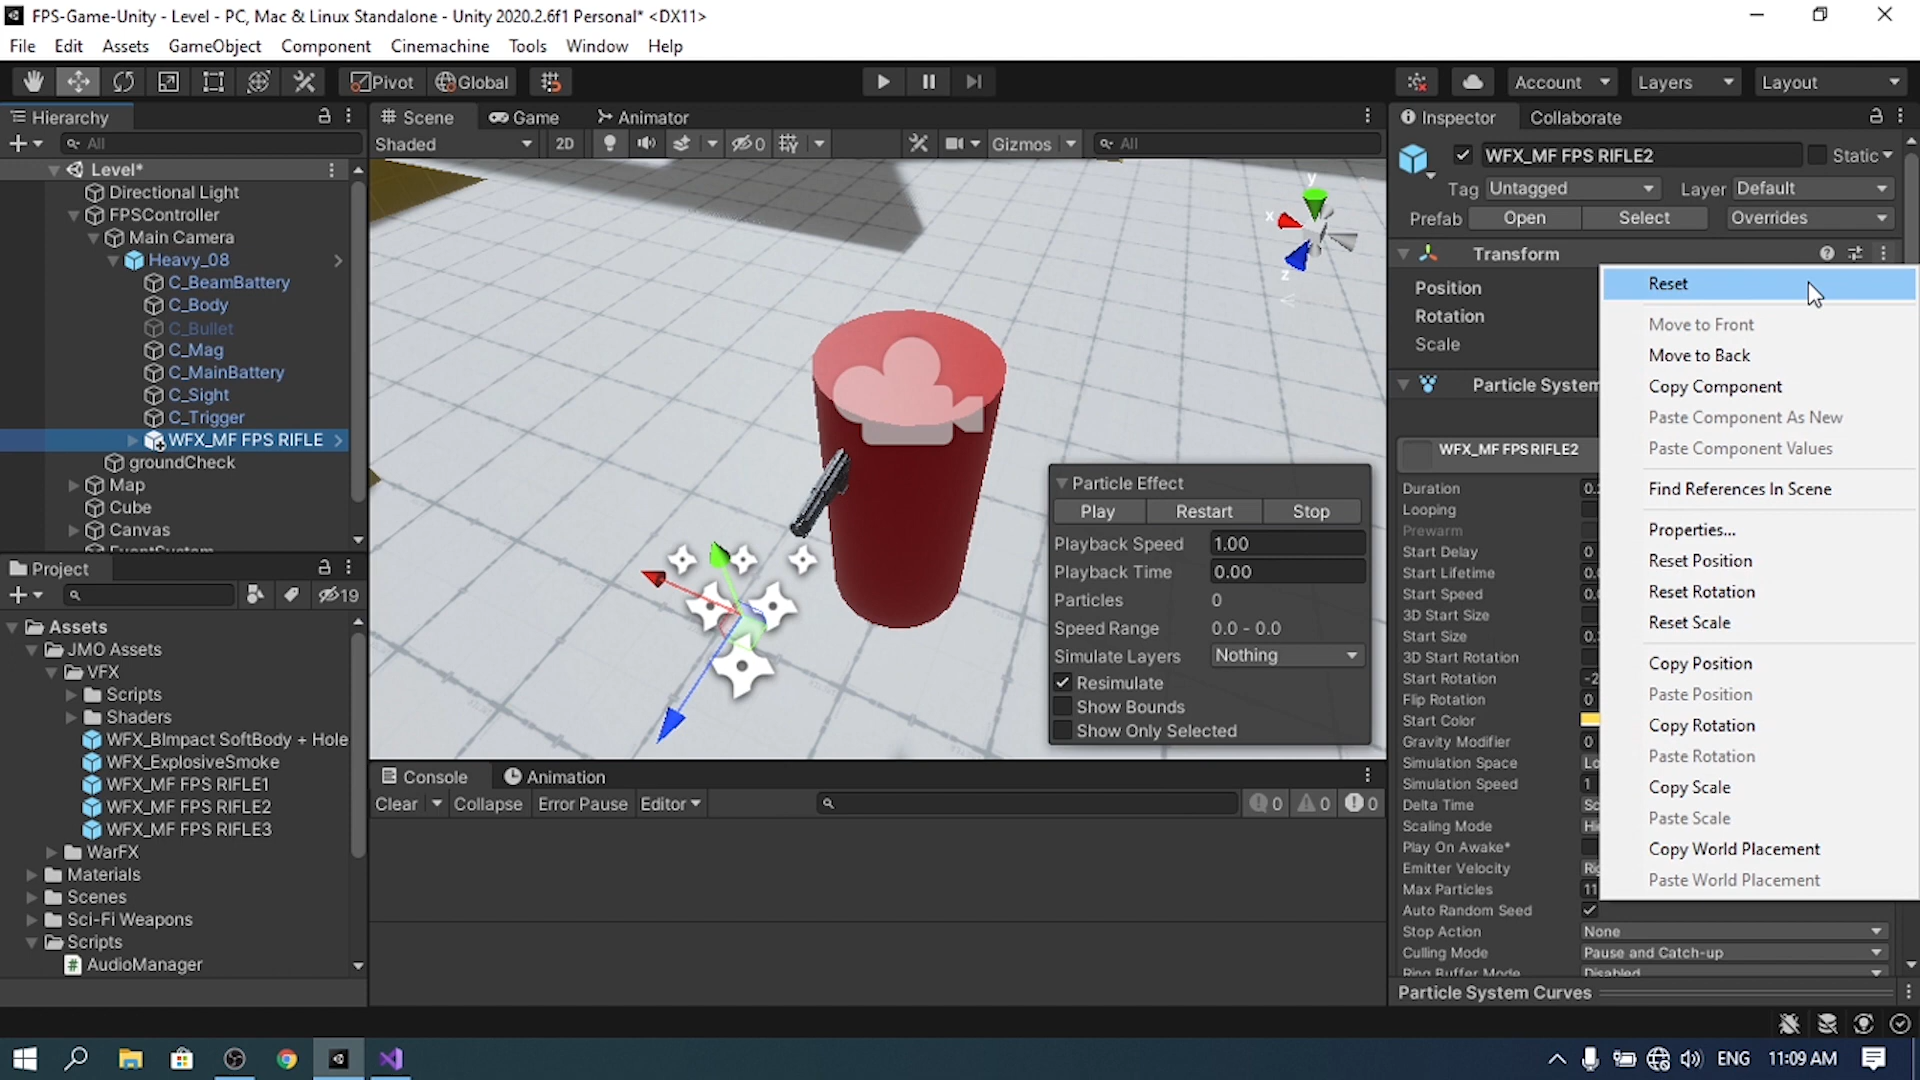 FPS-Game-Unity - Level - PC, Mac & Linux Standalone - Unity 2020.2.6f1 Personal* <DX11>
File Edit Assets GameObject Component Cinemachine Tools Window Help
Pivot Global Account Layers Layout
Hierarchy
All
Level*
Directional Light
FPSController
Main Camera
Heavy_08
C_BeamBattery
C_Body
C_Bullet
C_Mag
C_MainBattery
C_Sight
C_Trigger
WFX_MF FPS RIFLE
groundCheck
Map
Cube
Canvas
EventSystem
Project
19
Assets
JMO Assets
VFX
Scripts
Shaders
WFX_BImpact SoftBody + Hole
WFX_ExplosiveSmoke
WFX_MF FPS RIFLE1
WFX_MF FPS RIFLE2
WFX_MF FPS RIFLE3
WarFX
Materials
Scenes
Sci-Fi Weapons
Scripts
AudioManager
Scene Game Animator
Shaded 2D 0 Gizmos All
y
x
z
Particle Effect
Play Restart Stop
Playback Speed 1.00
Playback Time 0.00
Particles 0
Speed Range 0.0 - 0.0
Simulate Layers Nothing
Resimulate
Show Bounds
Show Only Selected
Console Animation
Clear Collapse Error Pause Editor 0 0 0
Inspector Collaborate
WFX_MF FPS RIFLE2 Static
Tag Untagged Layer Default
Prefab Open Select Overrides
Transform
Position
Rotation
Scale
Particle System
WFX_MF FPS RIFLE2
Duration
Looping
Prewarm
Start Delay 0
Start Lifetime
Start Speed
3D Start Size
Start Size
3D Start Rotation
Start Rotation
Flip Rotation 0
Start Color
Gravity Modifier 0
Simulation Space
Simulation Speed 1
Delta Time
Scaling Mode
Play On Awake*
Emitter Velocity
Max Particles
Auto Random Seed
Stop Action None
Culling Mode Pause and Catch-up
Ring Buffer Mode Disabled
Particle System Curves
Reset
Move to Front
Move to Back
Copy Component
Paste Component As New
Paste Component Values
Find References In Scene
Properties...
Reset Position
Reset Rotation
Reset Scale
Copy Position
Paste Position
Copy Rotation
Paste Rotation
Copy Scale
Paste Scale
Copy World Placement
Paste World Placement
ENG 11:09 AM